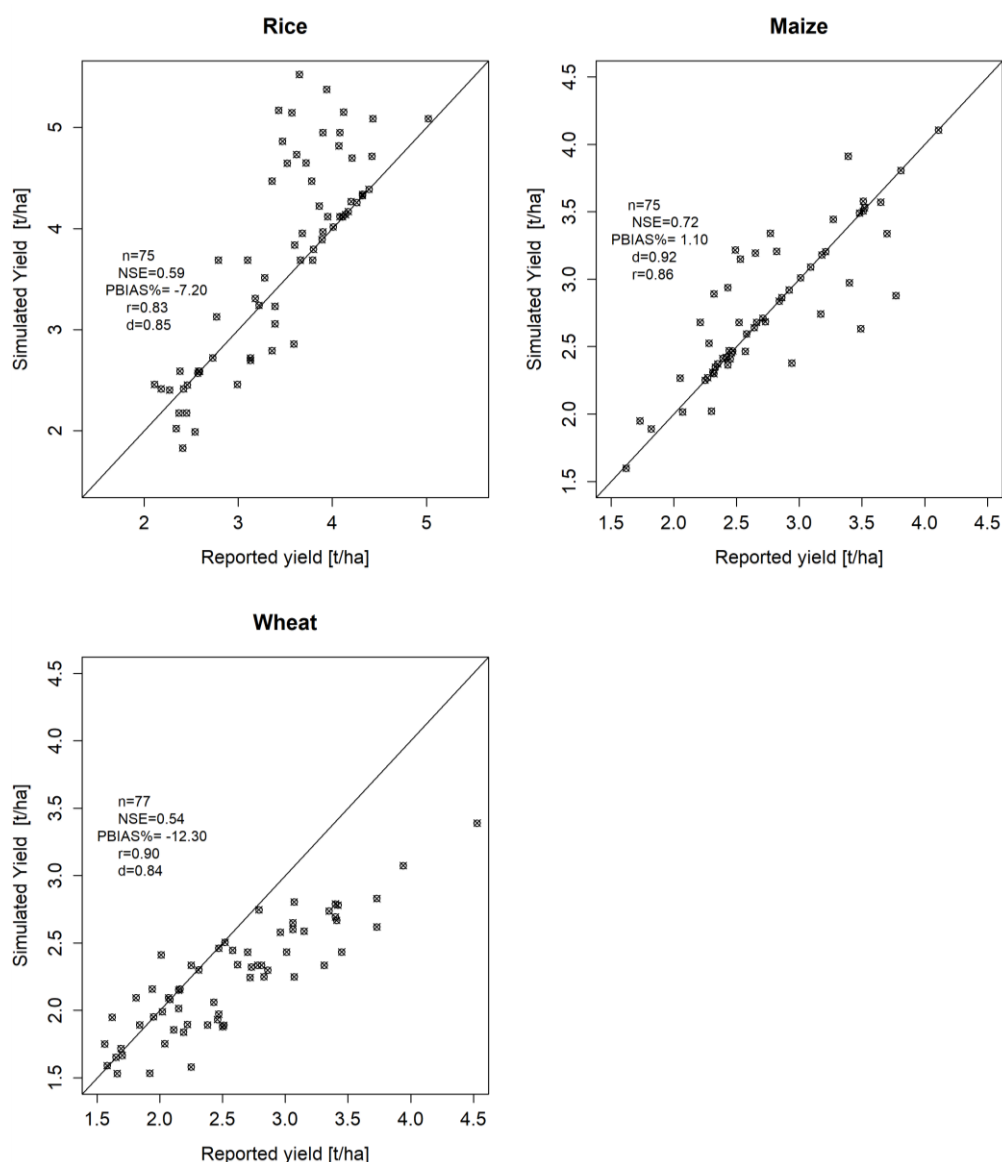 Rice
Simulated Yield [t/ha]
5
4
3
2
n=75
NSE=0.59
PBIAS%= -7.20
r=0.83
d=0.85
2 3 4 5
Reported yield [t/ha]
Maize
Simulated Yield [t/ha]
4.5
4.0
3.5
3.0
2.5
2.0
1.5
n=75
NSE=0.72
PBIAS%= 1.10
d=0.92
r=0.86
1.5 2.0 2.5 3.0 3.5 4.0 4.5
Reported yield [t/ha]
Wheat
Simulated Yield [t/ha]
4.5
4.0
3.5
3.0
2.5
2.0
1.5
n=77
NSE=0.54
PBIAS%= -12.30
r=0.90
d=0.84
1.5 2.0 2.5 3.0 3.5 4.0 4.5
Reported yield [t/ha]